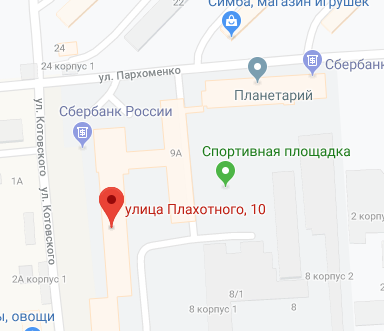 Симба, магазин игрушек
24
24 корпус 1
ул. Пархоменко
Сбербанк
Планетарий
Сбербанк России
ул. Котовского
ул. Котовского
9А
Спортивная площадка
1А
улица Плахотного, 10
2 корпус
2А корпус 1
8 корпус 2
8/1
8
8 корпус 1
овощи